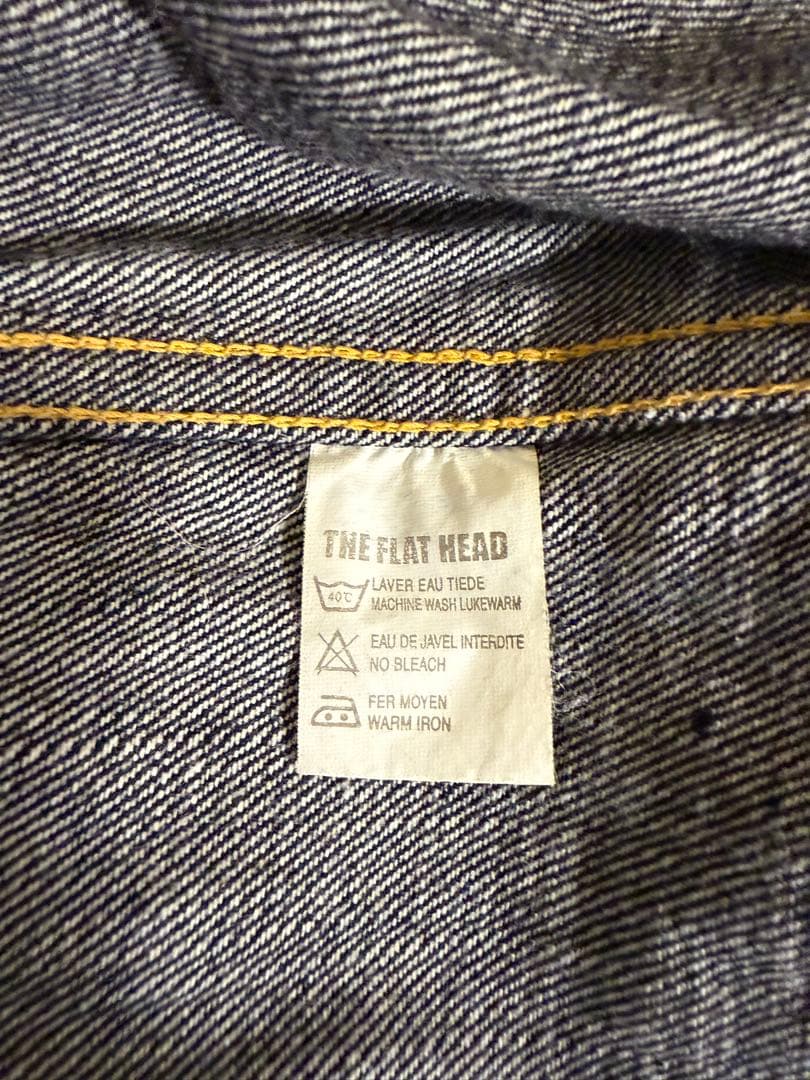 THE FLAT HEAD
40℃
LAVER EAU TIEDE
MACHINE WASH LUKEWARM
EAU DE JAVEL INTERDITE
NO BLEACH
FER MOYEN
WARM IRON